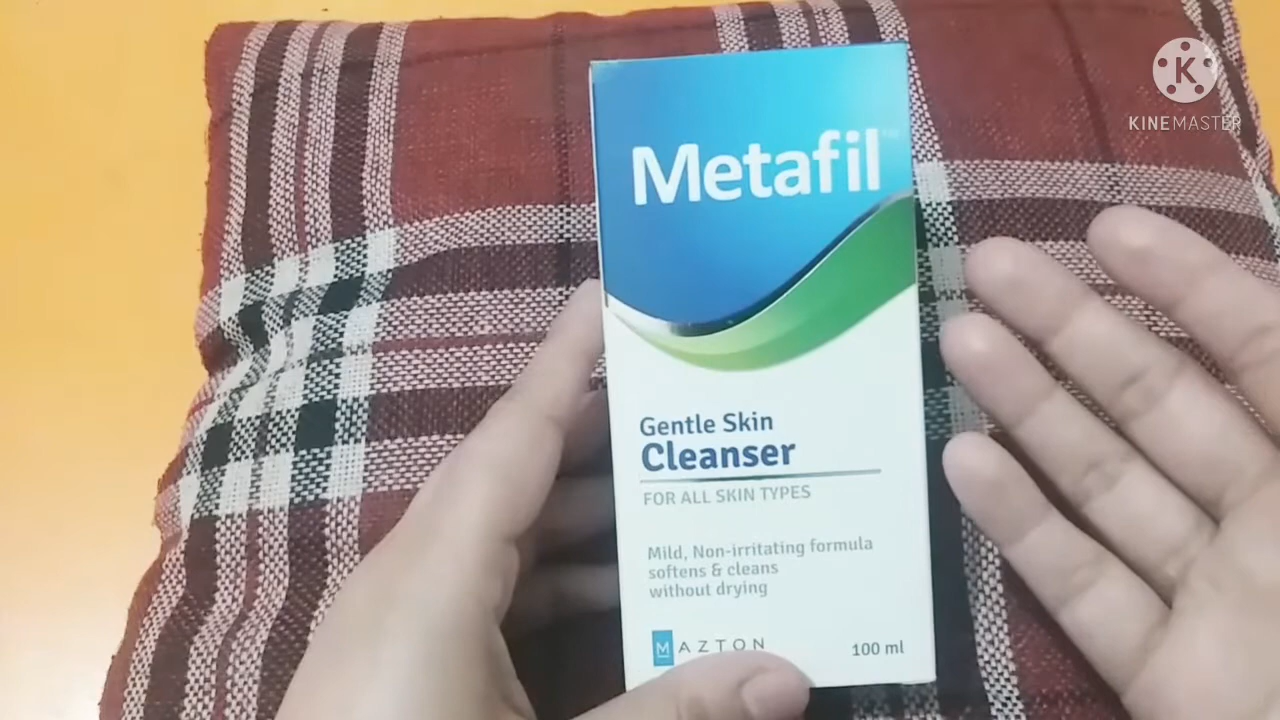 K
KINEMASTER
Metafil
Gentle Skin
Cleanser
FOR ALL SKIN TYPES
Mild, Non-irritating formula
softens & cleans
without drying
M AZTON
100 ml